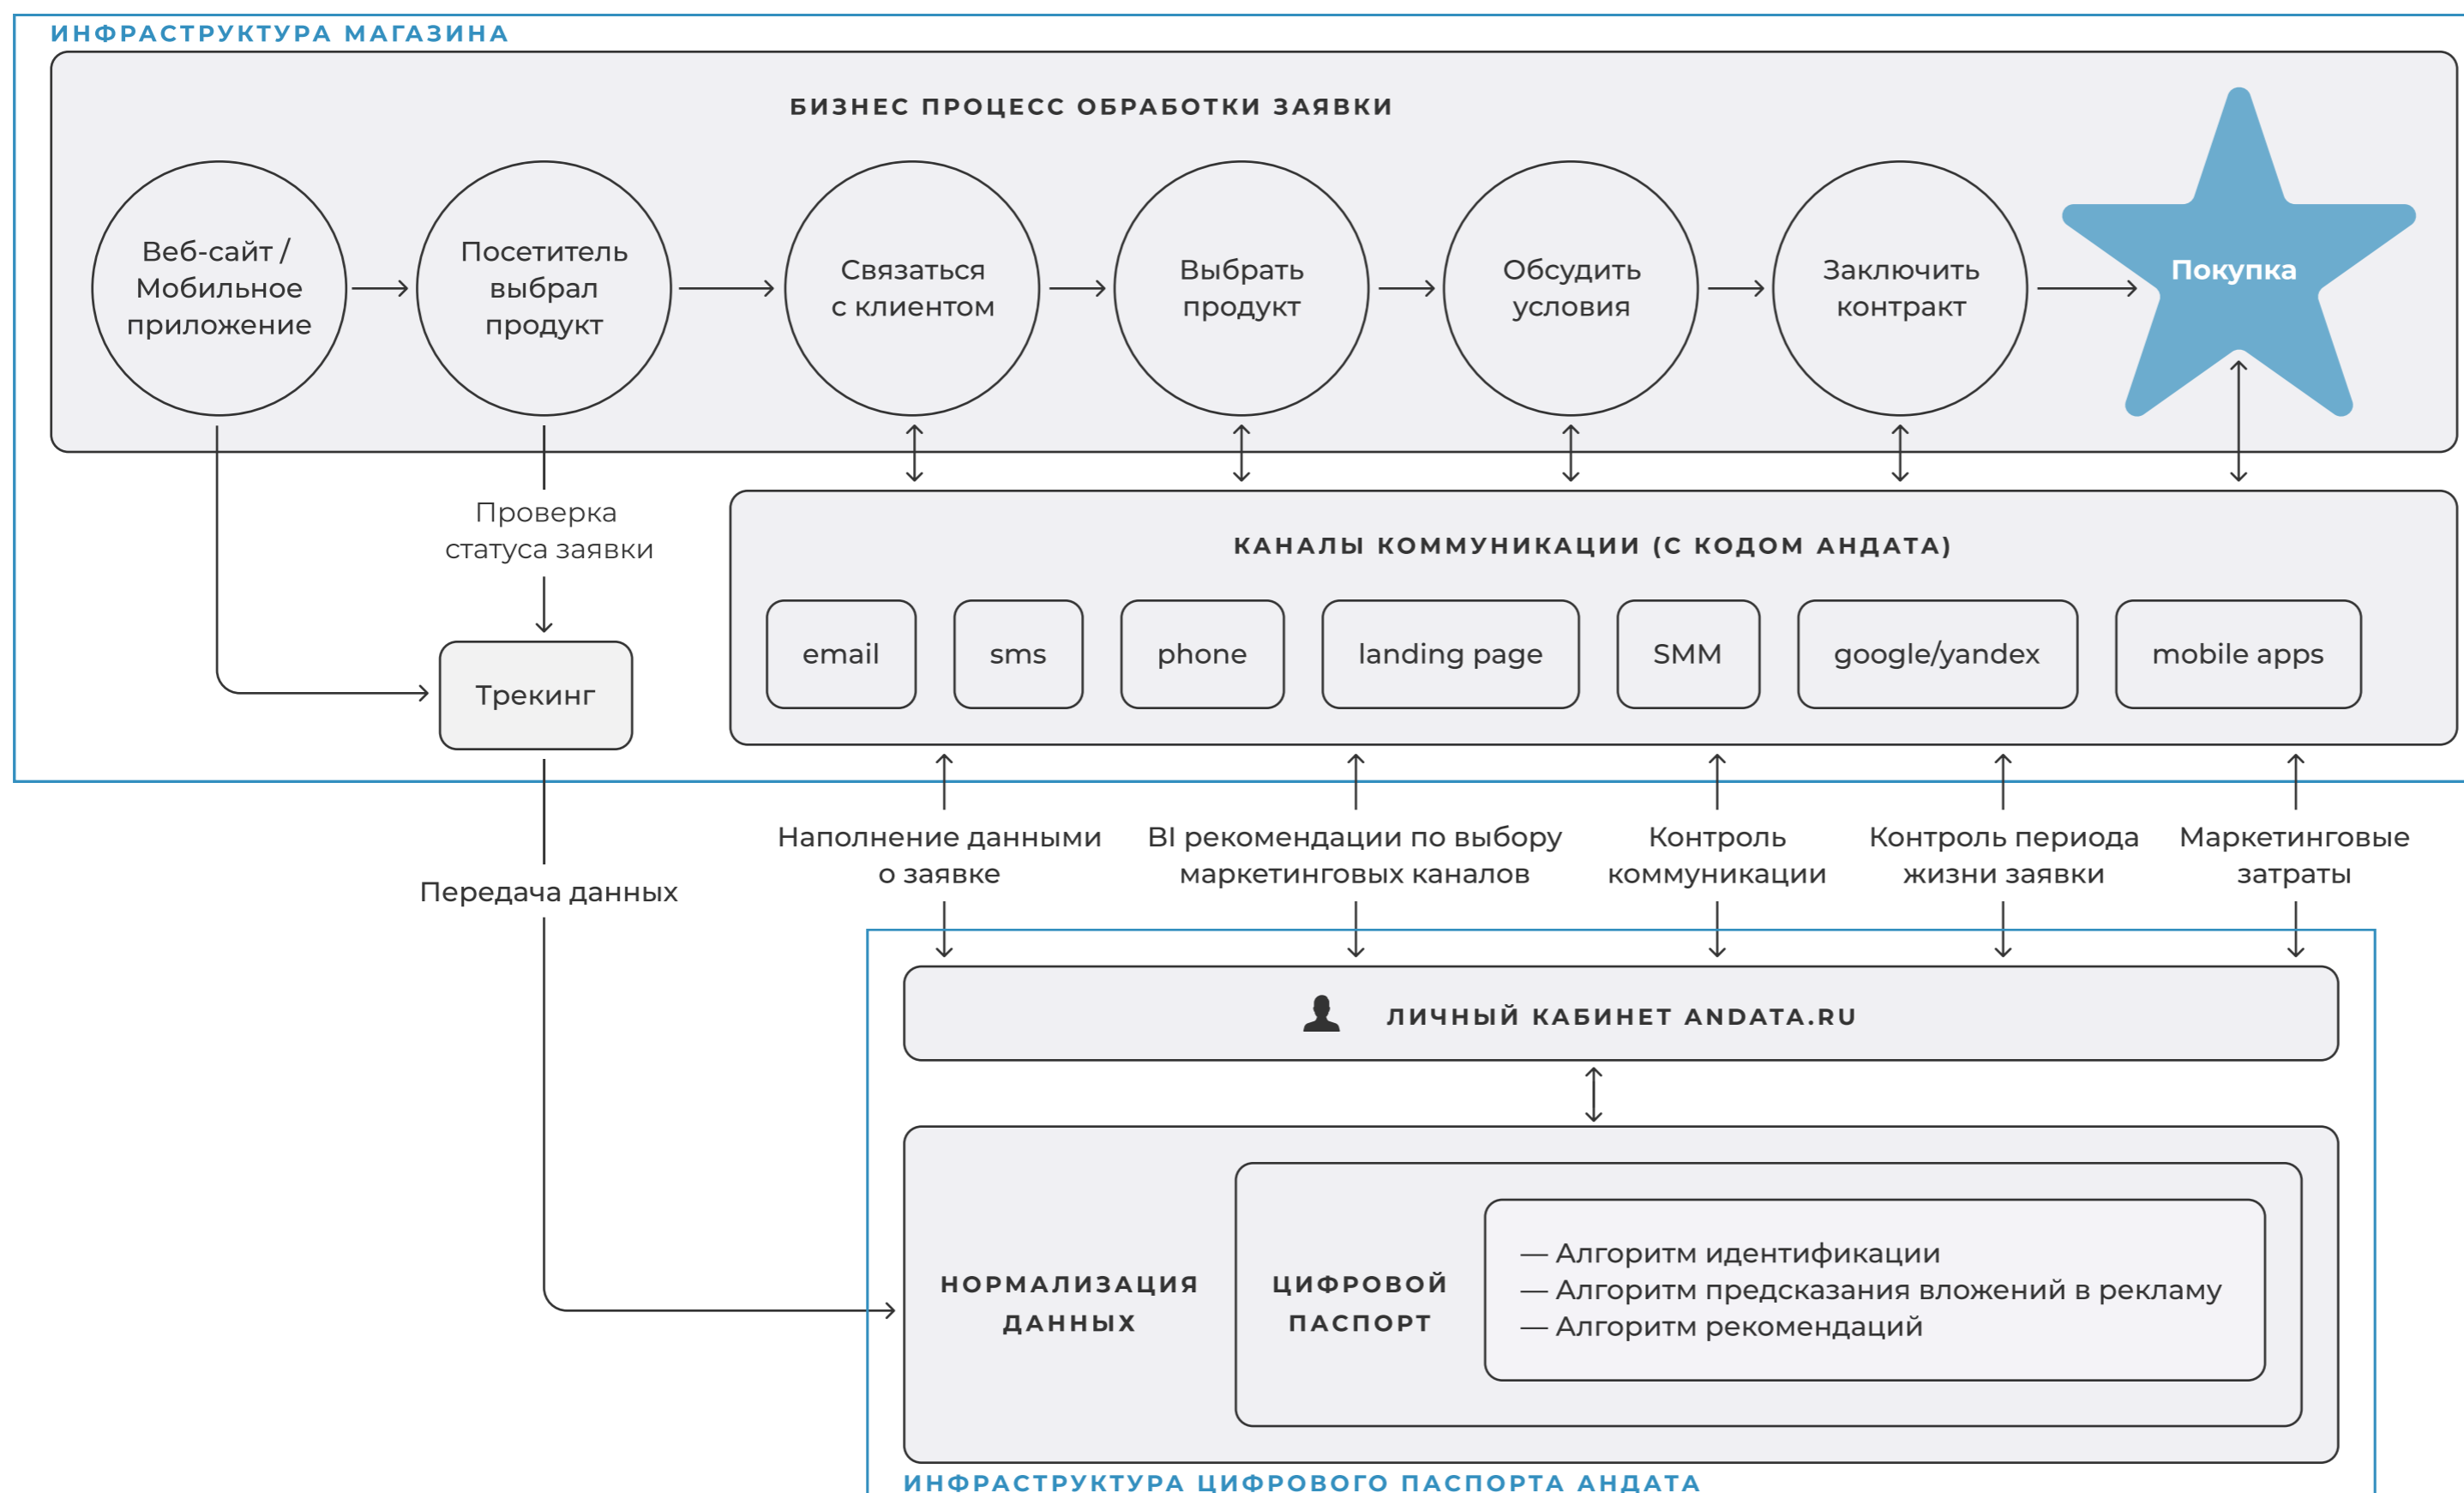 ИНФРАСТРУКТУРА МАГАЗИНА
БИЗНЕС ПРОЦЕСС ОБРАБОТКИ ЗАЯВКИ
Веб-сайт /
Мобильное
приложение
Посетитель
выбрал
продукт
Связаться
с клиентом
Выбрать
продукт
Обсудить
условия
Заключить
контракт
Покупка
Проверка
статуса заявки
Трекинг
КАНАЛЫ КОММУНИКАЦИИ (С КОДОМ АНДАТА)
email
sms
phone
landing page
SMM
google/yandex
mobile apps
Передача данных
Наполнение данными
о заявке
BI рекомендации по выбору
маркетинговых каналов
Контроль
коммуникации
Контроль периода
жизни заявки
Маркетинговые
затраты
ЛИЧНЫЙ КАБИНЕТ ANDATA.RU
НОРМАЛИЗАЦИЯ
ДАННЫХ
ЦИФРОВОЙ
ПАСПОРТ
— Алгоритм идентификации
— Алгоритм предсказания вложений в рекламу
— Алгоритм рекомендаций
ИНФРАСТРУКТУРА ЦИФРОВОГО ПАСПОРТА АНДАТА